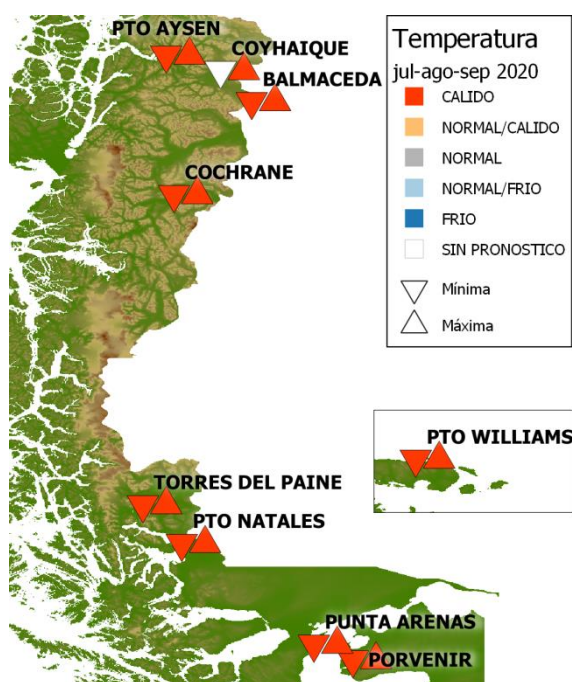 PTO AYSEN
COYHAIQUE
BALMACEDA
COCHRANE
TORRES DEL PAINE
PTO NATALES
PUNTA ARENAS
PORVENIR
PTO WILLIAMS
Temperatura
jul-ago-sep 2020
CALIDO
NORMAL/CALIDO
NORMAL
NORMAL/FRIO
FRIO
SIN PRONOSTICO
Mínima
Máxima